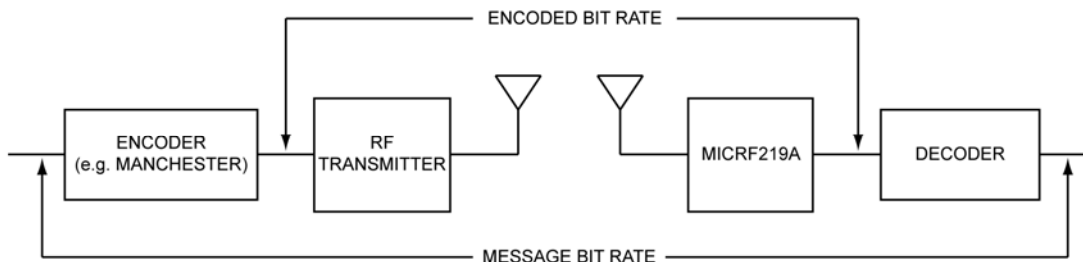 ENCODED BIT RATE
ENCODER
(e.g. MANCHESTER)
RF
TRANSMITTER
MICRF219A
DECODER
MESSAGE BIT RATE